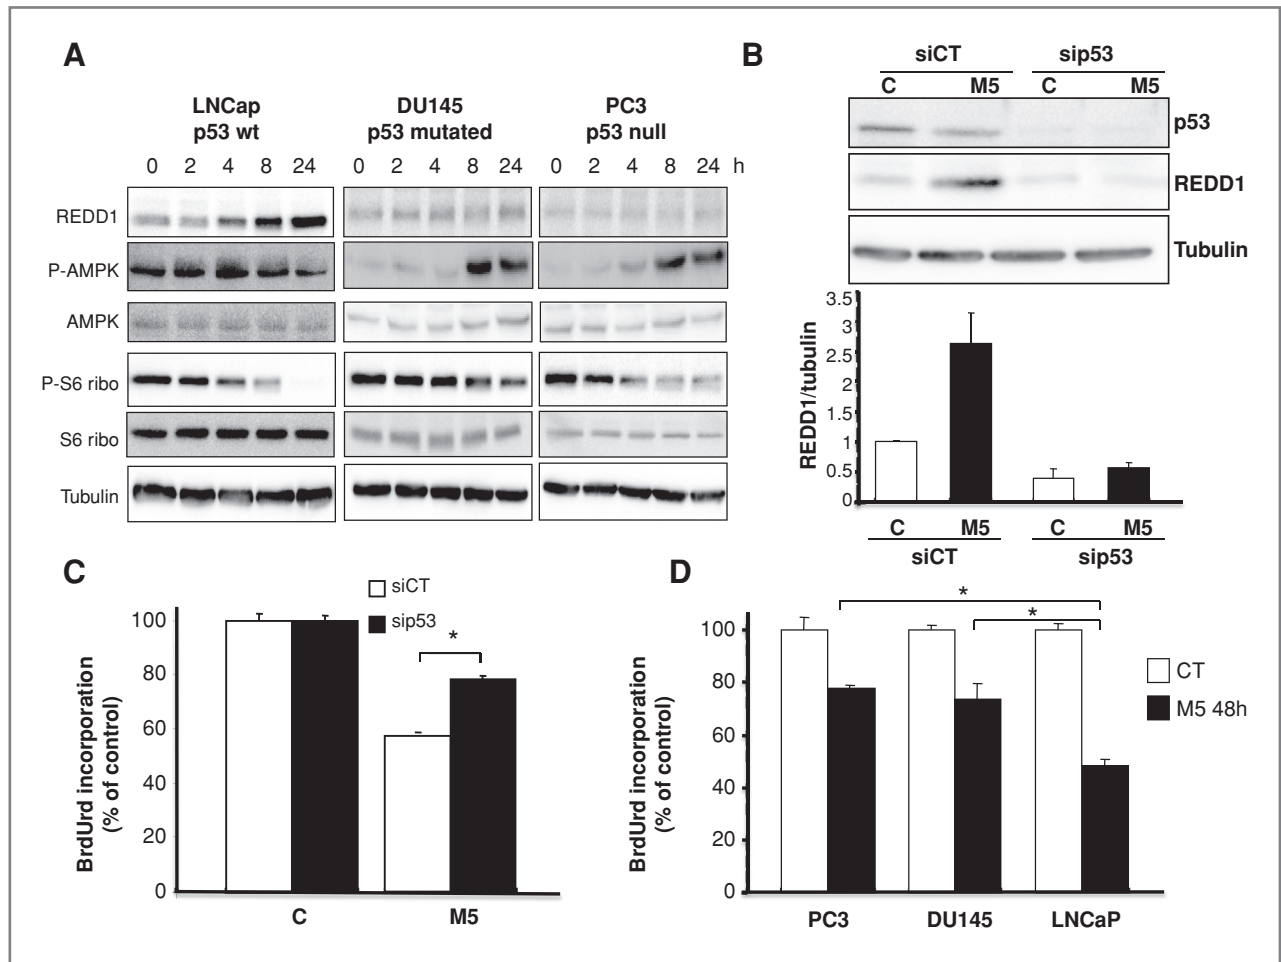 A
LNCap
p53 wt
DU145
p53 mutated
PC3
p53 null
0 2 4 8 24 0 2 4 8 24 0 2 4 8 24 h
REDD1
P-AMPK
AMPK
P-S6 ribo
S6 ribo
Tubulin
B
siCT sip53
C M5 C M5
p53
REDD1
Tubulin
REDD1/tubulin
3.5
3
2.5
2
1.5
1
0.5
0
C M5 C M5
siCT sip53
C
siCT
sip53
*
BrdUrd incorporation
(% of control)
100
80
60
40
20
0
C M5
D
*
*
BrdUrd incorporation
(% of control)
100
80
60
40
20
0
CT
M5 48h
PC3 DU145 LNCaP